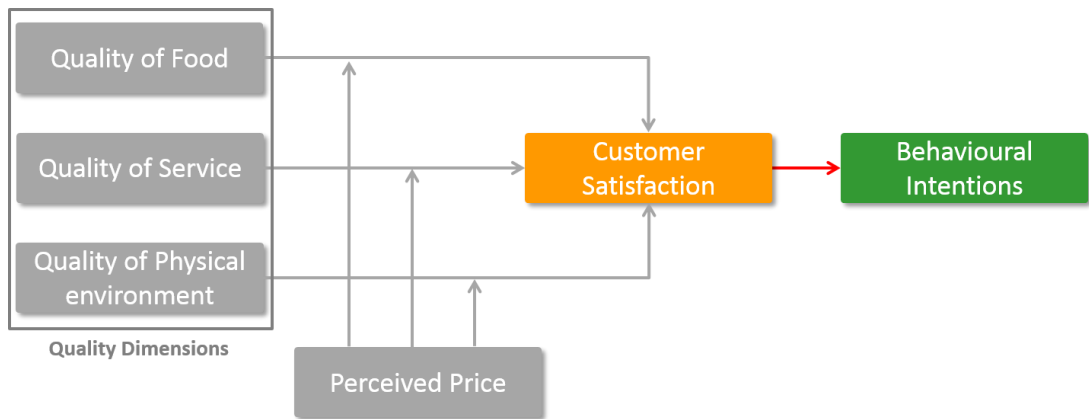 Quality of Food
Quality of Service
Quality of Physical
environment
Quality Dimensions
Perceived Price
Customer
Satisfaction
Behavioural
Intentions